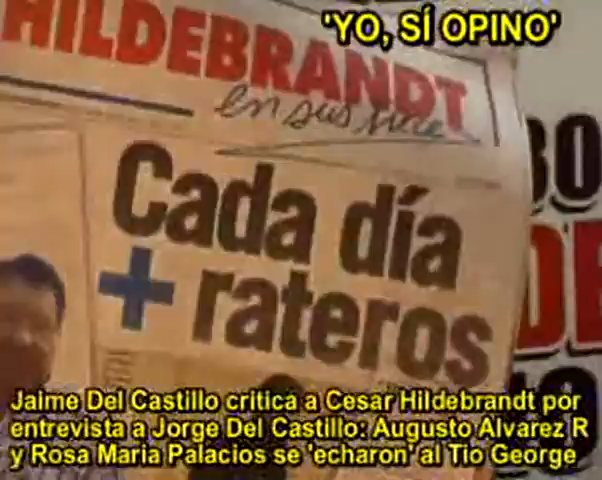 'YO, SÍ OPINO'
HILDEBRANDT
en sus trece
Cada día
+ rateros
Jaime Del Castillo critica a Cesar Hildebrandt por
entrevista a Jorge Del Castillo: Augusto Alvarez R
y Rosa Maria Palacios se 'echaron' al Tio George